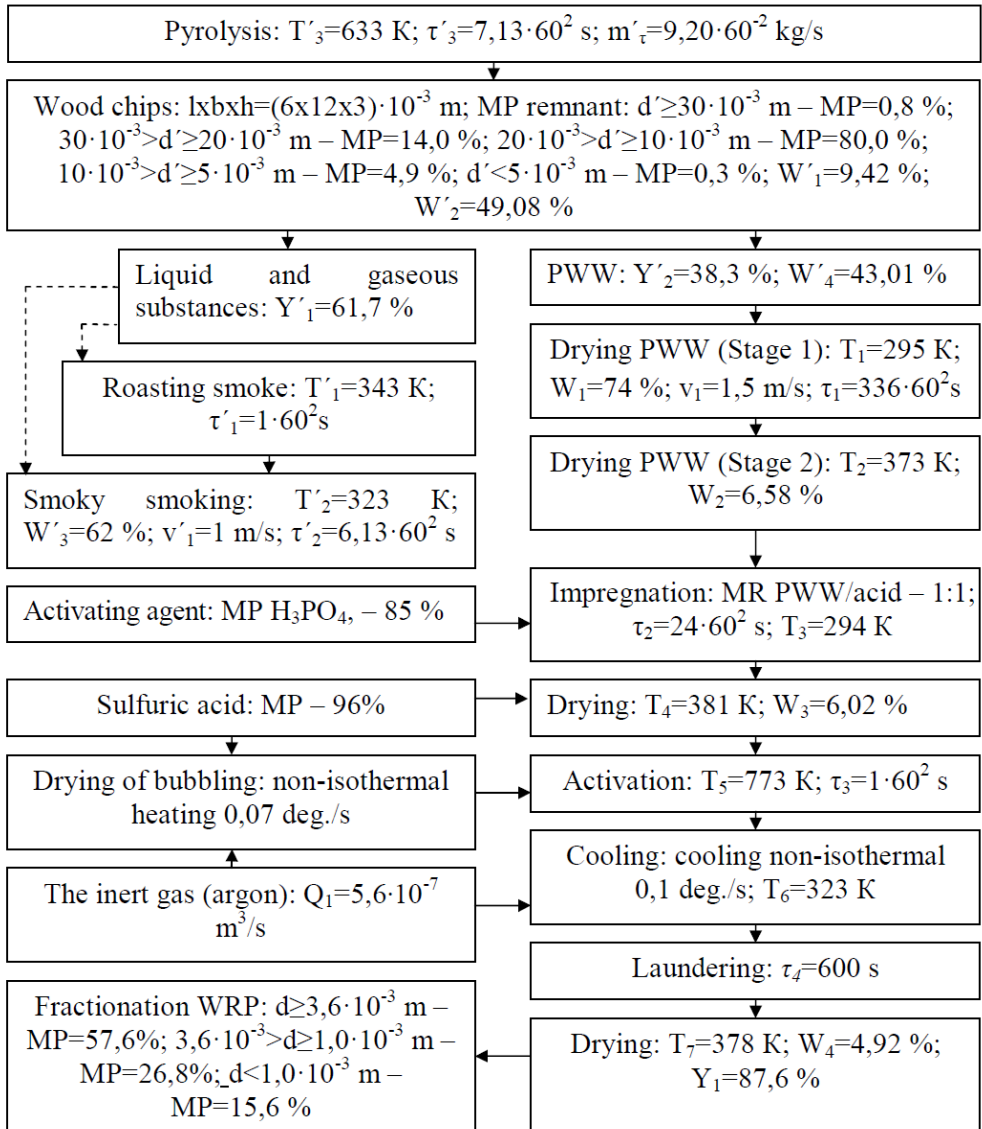 Pyrolysis: T´₃=633 K; τ´₃=7,13·60² s; m´τ=9,20·60⁻² kg/s
Wood chips: lxbxh=(6x12x3)·10⁻³ m; MP remnant: d´≥30·10⁻³ m – MP=0,8 %;
30·10⁻³>d´≥20·10⁻³ m – MP=14,0 %; 20·10⁻³>d´≥10·10⁻³ m – MP=80,0 %;
10·10⁻³>d´≥5·10⁻³ m – MP=4,9 %; d´<5·10⁻³ m – MP=0,3 %; W´₁=9,42 %;
W´₂=49,08 %
Liquid and gaseous
substances: Y´₁=61,7 %
PWW: Y´₂=38,3 %; W´₄=43,01 %
Roasting smoke: T´₁=343 K;
τ´₁=1·60²s
Drying PWW (Stage 1): T₁=295 K;
W₁=74 %; v₁=1,5 m/s; τ₁=336·60²s
Smoky smoking: T´₂=323 K;
W´₃=62 %; v´₁=1 m/s; τ´₂=6,13·60² s
Drying PWW (Stage 2): T₂=373 K;
W₂=6,58 %
Activating agent: MP H₃PO₄, – 85 %
Impregnation: MR PWW/acid – 1:1;
τ₂=24·60² s; T₃=294 K
Sulfuric acid: MP – 96%
Drying: T₄=381 K; W₃=6,02 %
Drying of bubbling: non-isothermal
heating 0,07 deg./s
Activation: T₅=773 K; τ₃=1·60² s
The inert gas (argon): Q₁=5,6·10⁻⁷
m³/s
Cooling: cooling non-isothermal
0,1 deg./s; T₆=323 K
Laundering: τ₄=600 s
Drying: T₇=378 K; W₄=4,92 %;
Y₁=87,6 %
Fractionation WRP: d≥3,6·10⁻³ m –
MP=57,6%; 3,6·10⁻³>d≥1,0·10⁻³ m –
MP=26,8%; d<1,0·10⁻³ m –
MP=15,6 %